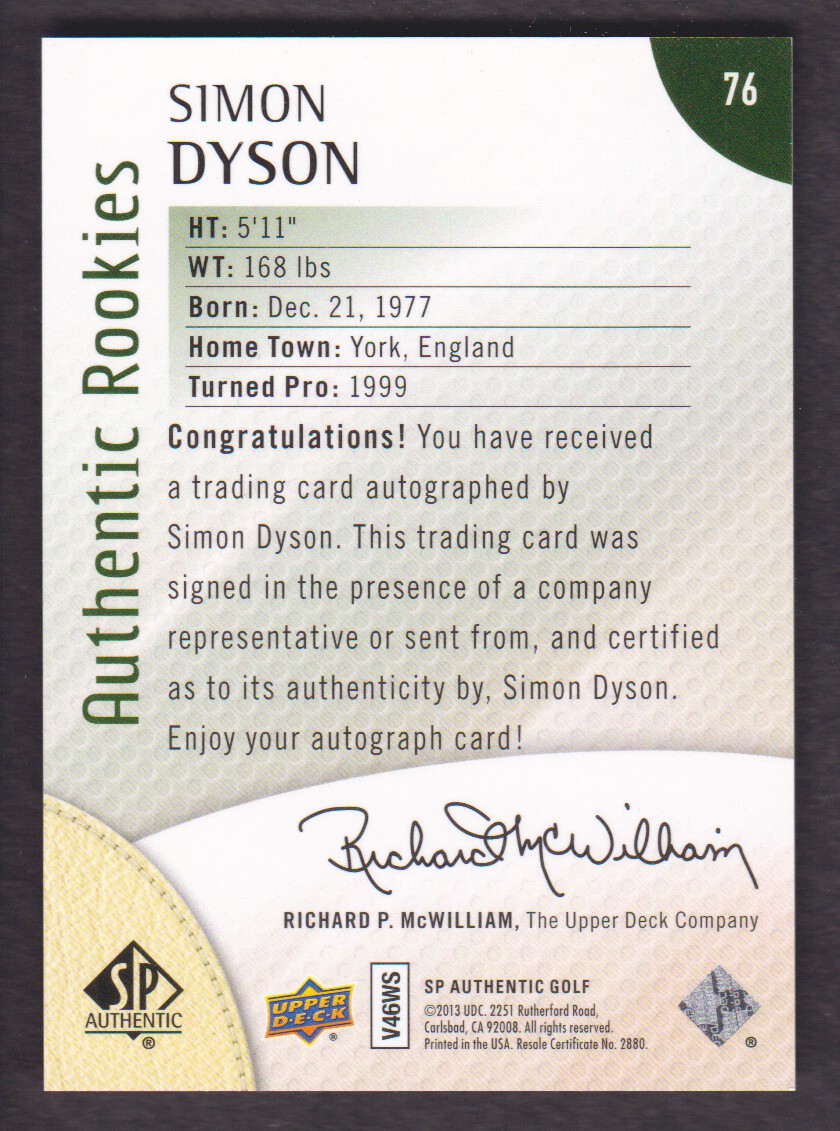 76
SIMON
DYSON
Authentic Rookies
HT: 5'11"
WT: 168 lbs
Born: Dec. 21, 1977
Home Town: York, England
Turned Pro: 1999
Congratulations! You have received
a trading card autographed by
Simon Dyson. This trading card was
signed in the presence of a company
representative or sent from, and certified
as to its authenticity by, Simon Dyson.
Enjoy your autograph card!
Richard McWilliam
RICHARD P. McWILLIAM, The Upper Deck Company
SP
AUTHENTIC
®
UPPER
D·E·C·K
®
V46WS
SP AUTHENTIC GOLF
©2013 UDC. 2251 Rutherford Road,
Carlsbad, CA 92008. All rights reserved.
Printed in the USA. Resale Certificate No. 2880.
®